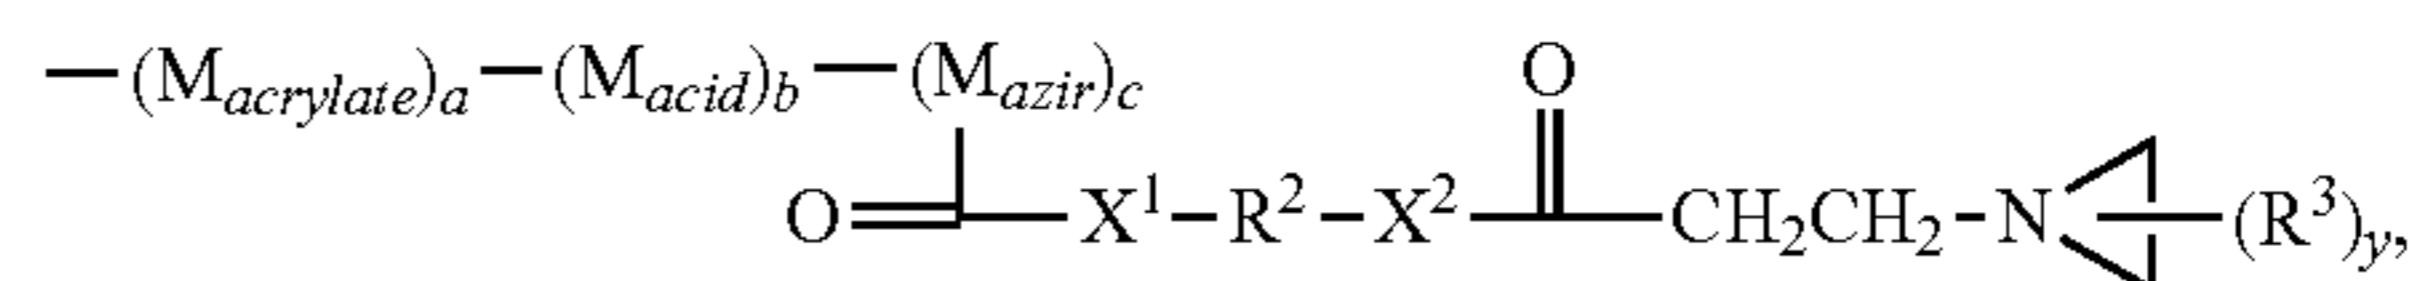 —(M_acrylate)_a—(M_acid)_b—(M_azir)_c
O
O=—X¹–R²–X²—CH₂CH₂–N—(R³)_y,